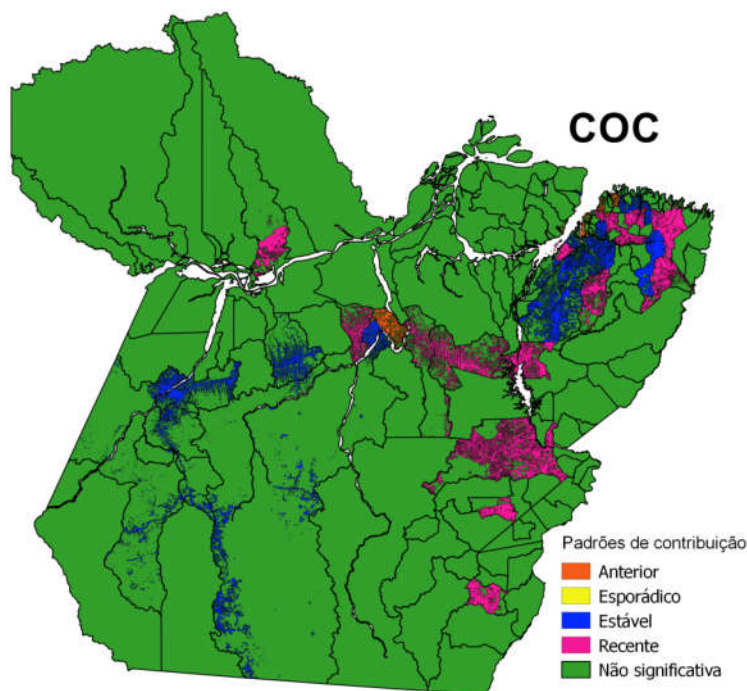 COC
Padrões de contribuição
Anterior
Esporádico
Estável
Recente
Não significativa